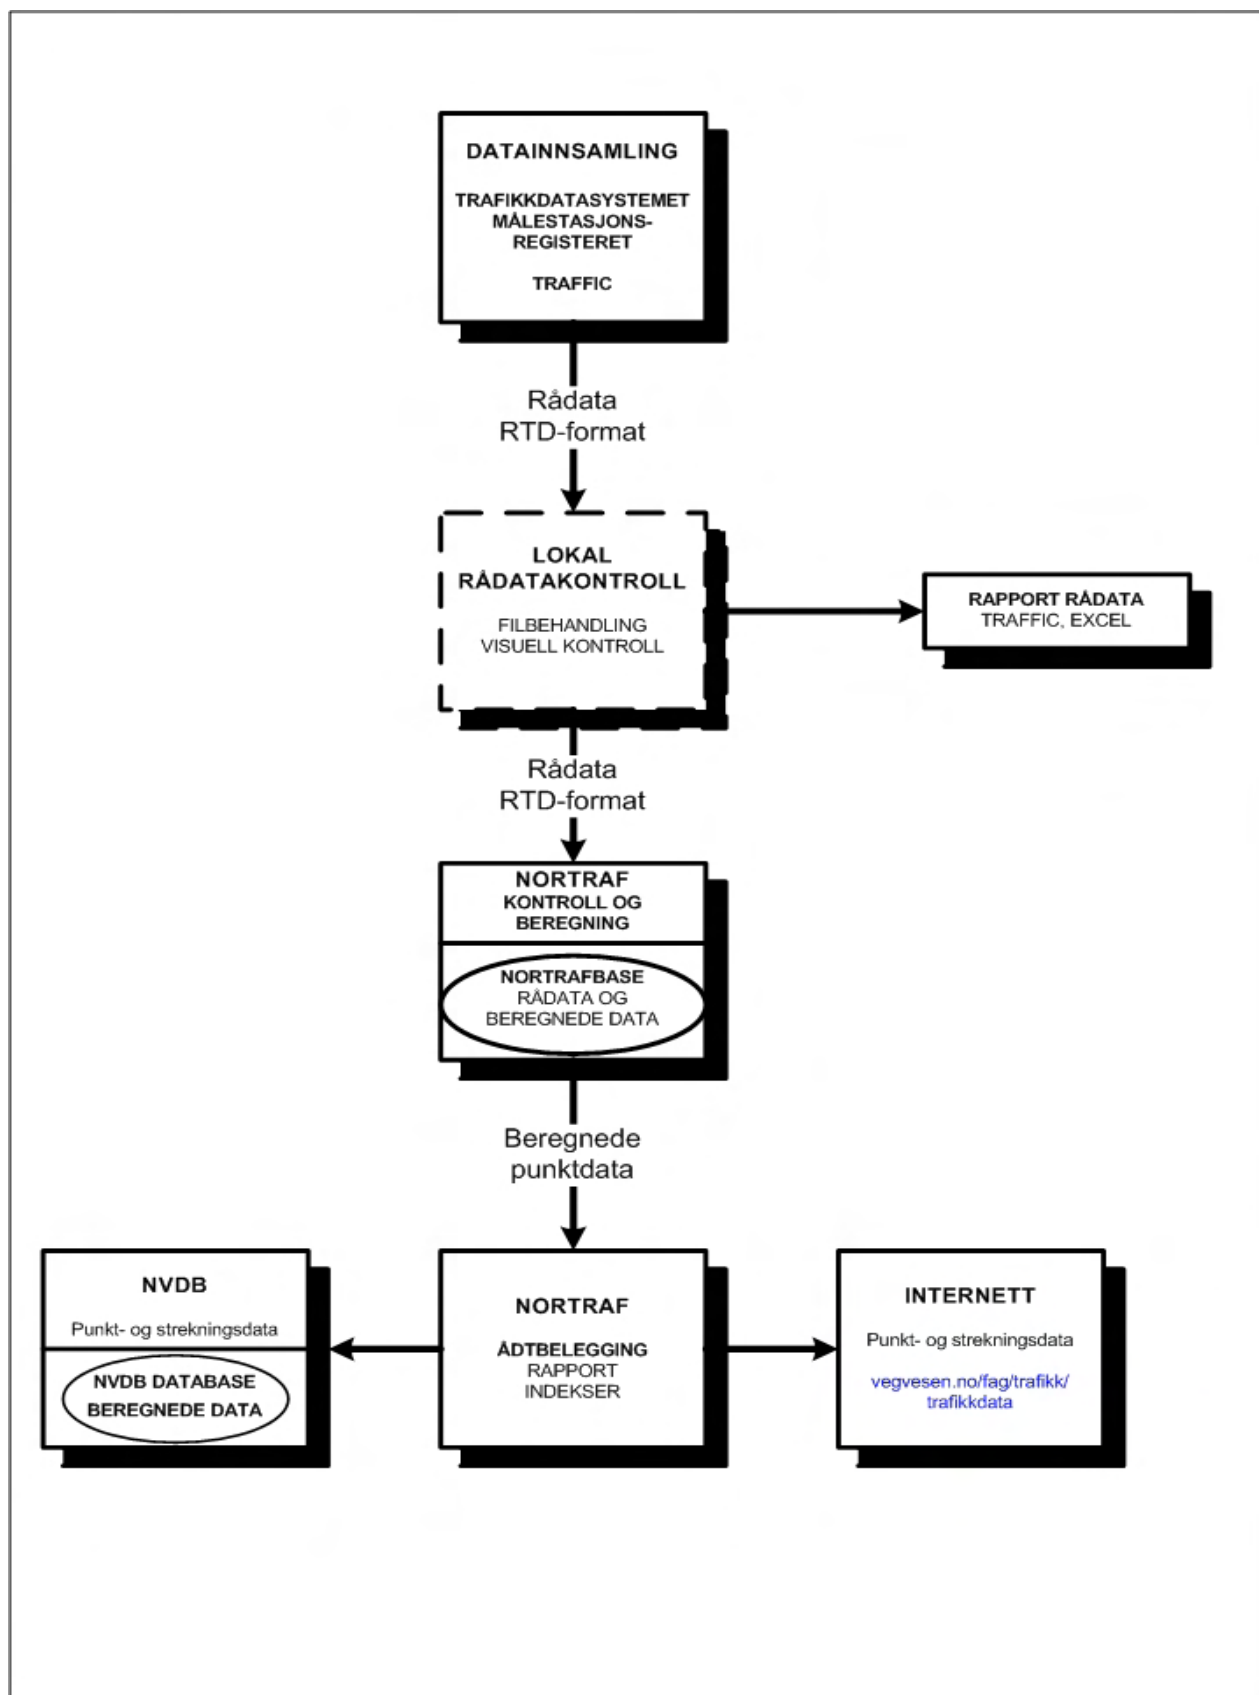 DATAINNSAMLING
TRAFIKKDATASYSTEMET
MÅLESTASJONS-
REGISTERET
TRAFFIC
Rådata
RTD-format
LOKAL
RÅDATAKONTROLL
FILBEHANDLING
VISUELL KONTROLL
RAPPORT RÅDATA
TRAFFIC, EXCEL
Rådata
RTD-format
NORTRAF
KONTROLL OG
BEREGNING
NORTRAFBASE
RÅDATA OG
BEREGNEDE DATA
Beregnede
punktdata
NVDB
Punkt- og strekningsdata
NVDB DATABASE
BEREGNEDE DATA
NORTRAF
ÅDTBELEGGING
RAPPORT
INDEKSER
INTERNETT
Punkt- og strekningsdata
vegvesen.no/fag/trafikk/
trafikkdata